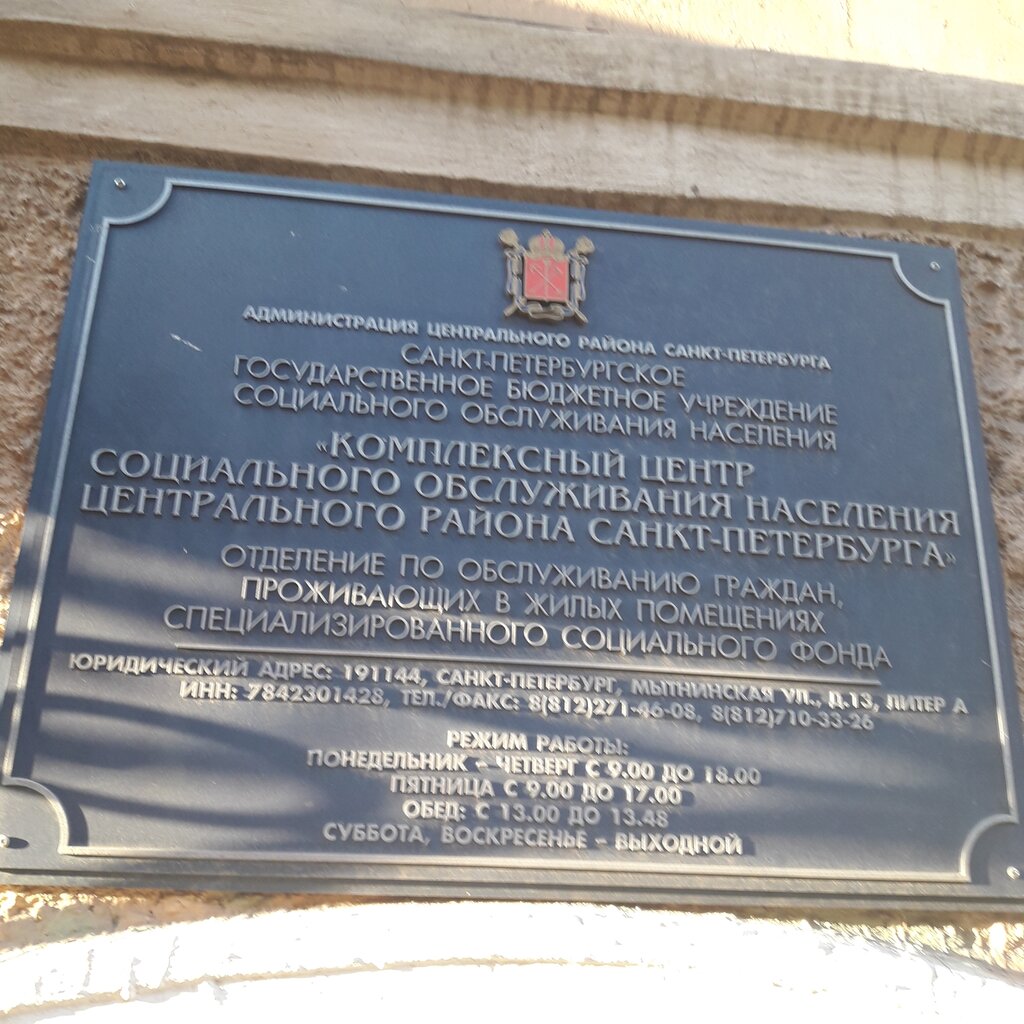 АДМИНИСТРАЦИЯ ЦЕНТРАЛЬНОГО РАЙОНА САНКТ-ПЕТЕРБУРГА
САНКТ-ПЕТЕРБУРГСКОЕ
ГОСУДАРСТВЕННОЕ БЮДЖЕТНОЕ УЧРЕЖДЕНИЕ
СОЦИАЛЬНОГО ОБСЛУЖИВАНИЯ НАСЕЛЕНИЯ
«КОМПЛЕКСНЫЙ ЦЕНТР
СОЦИАЛЬНОГО ОБСЛУЖИВАНИЯ НАСЕЛЕНИЯ
ЦЕНТРАЛЬНОГО РАЙОНА САНКТ-ПЕТЕРБУРГА»
ОТДЕЛЕНИЕ ПО ОБСЛУЖИВАНИЮ ГРАЖДАН,
ПРОЖИВАЮЩИХ В ЖИЛЫХ ПОМЕЩЕНИЯХ
СПЕЦИАЛИЗИРОВАННОГО СОЦИАЛЬНОГО ФОНДА
ЮРИДИЧЕСКИЙ АДРЕС: 191144, САНКТ-ПЕТЕРБУРГ, МЫТНИНСКАЯ УЛ., Д.13, ЛИТЕР А
ИНН: 7842301428, ТЕЛ./ФАКС: 8(812)271-46-08, 8(812)710-33-26
РЕЖИМ РАБОТЫ:
ПОНЕДЕЛЬНИК – ЧЕТВЕРГ С 9.00 ДО 18.00
ПЯТНИЦА С 9.00 ДО 17.00
ОБЕД: С 13.00 ДО 13.48
СУББОТА, ВОСКРЕСЕНЬЕ – ВЫХОДНОЙ